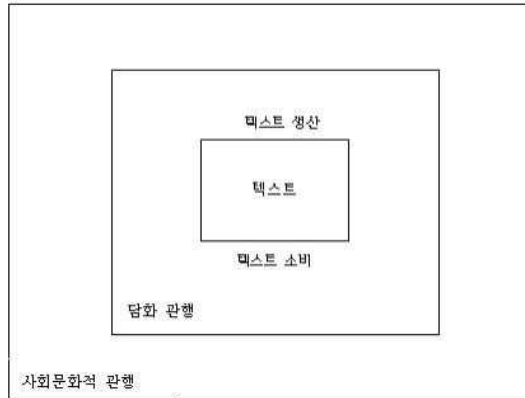 텍스트 생산
텍스트
텍스트 소비
담화 관행
사회문화적 관행